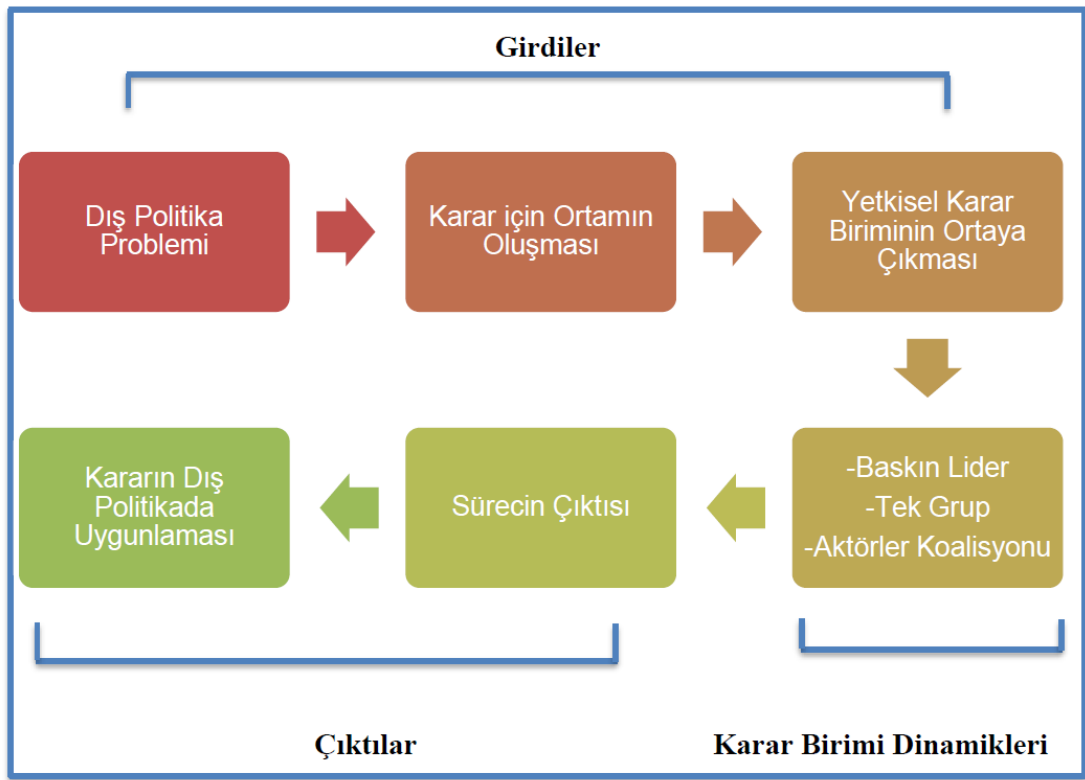 Girdiler
Dış Politika
Problemi
Karar için Ortamın
Oluşması
Yetkisel Karar
Biriminin Ortaya
Çıkması
-Baskın Lider
-Tek Grup
-Aktörler Koalisyonu
Sürecin Çıktısı
Kararın Dış
Politikada
Uygunlaması
Çıktılar
Karar Birimi Dinamikleri